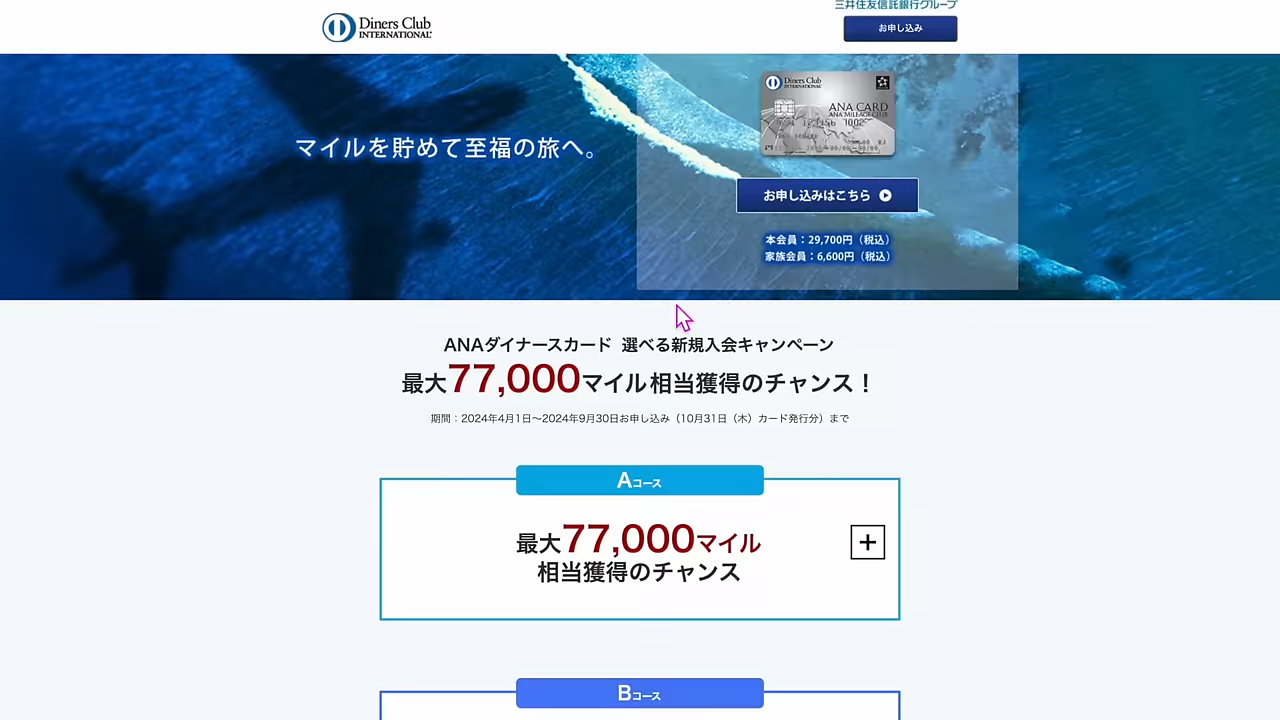 Diners Club
INTERNATIONAL
三井住友信託銀行グループ
お申し込み
マイルを貯めて至福の旅へ。
Diners Club
INTERNATIONAL
ANA CARD
ANA MILEAGE CLUB
お申し込みはこちら
本会員：29,700円（税込）
家族会員：6,600円（税込）
ANAダイナースカード 選べる新規入会キャンペーン
最大77,000マイル相当獲得のチャンス！
期間：2024年4月1日～2024年9月30日お申し込み（10月31日（木）カード発行分）まで
Aコース
最大77,000マイル
相当獲得のチャンス
Bコース